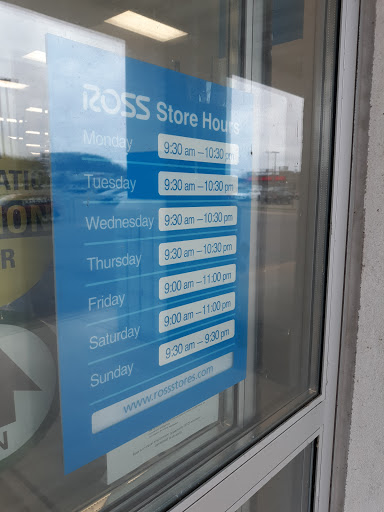 ROSS Store Hours
Monday 9:30 am – 10:30 pm
Tuesday 9:30 am – 10:30 pm
Wednesday 9:30 am – 10:30 pm
Thursday 9:30 am – 10:30 pm
Friday 9:00 am – 11:00 pm
Saturday 9:00 am – 11:00 pm
Sunday 9:30 am – 9:30 pm
www.rossstores.com